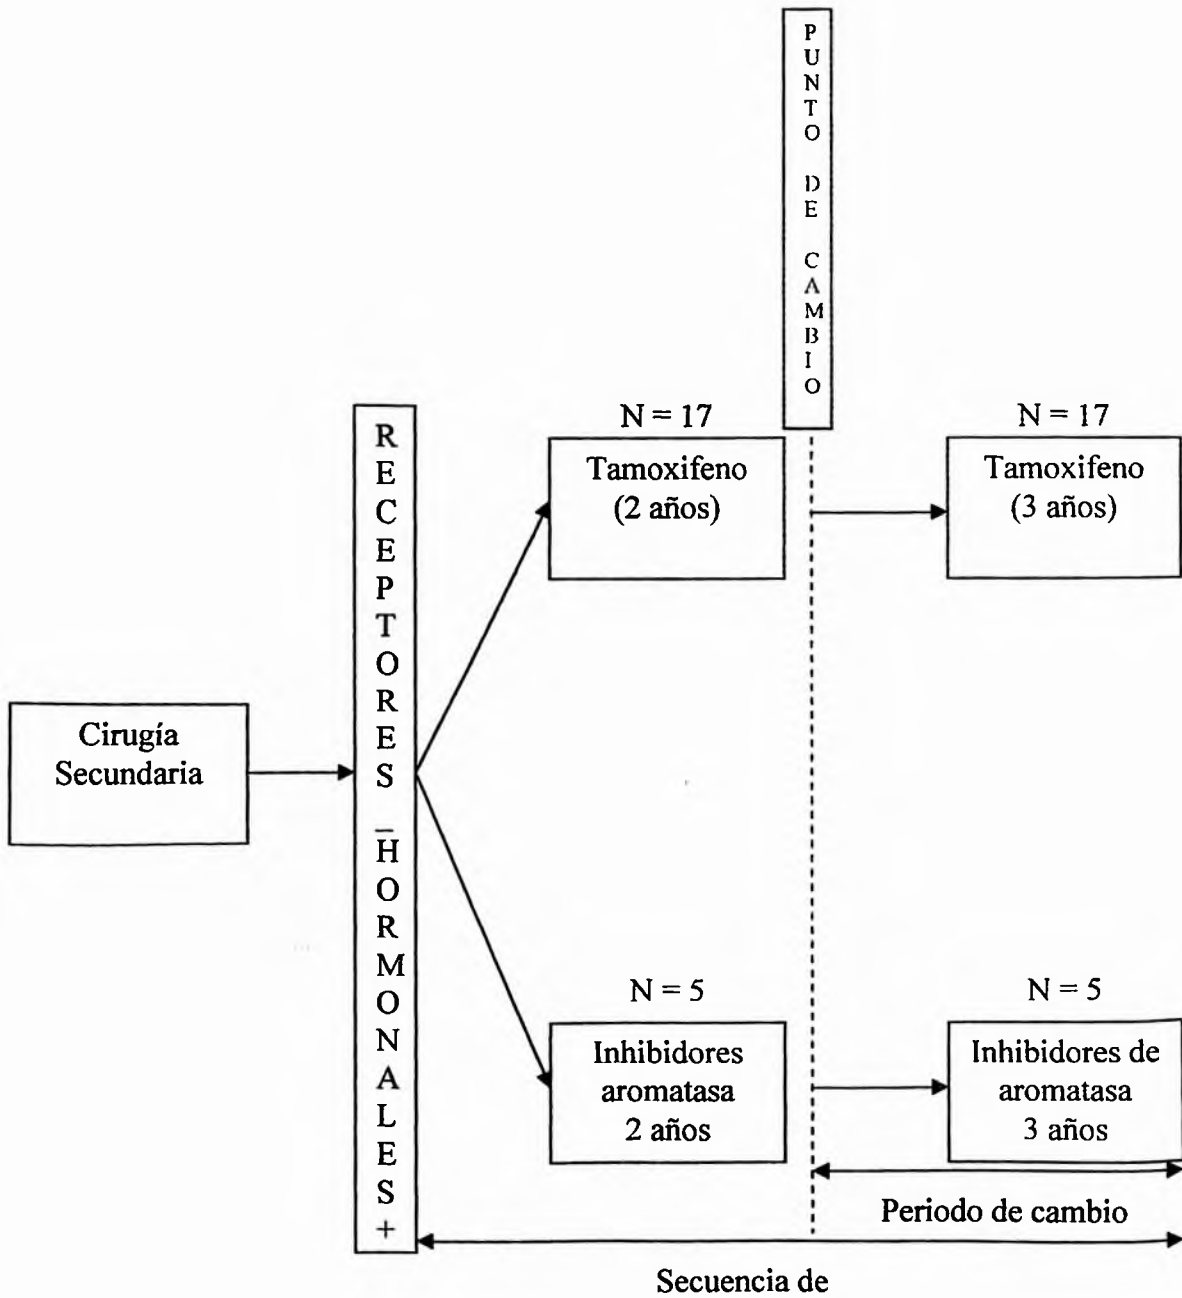 PUNTO DE CAMBIO
N = 17
N = 17
RECEPTORES _HORMONALES+
Tamoxifeno
(2 años)
Tamoxifeno
(3 años)
Cirugía
Secundaria
N = 5
N = 5
Inhibidores
aromatasa
2 años
Inhibidores de
aromatasa
3 años
Periodo de cambio
Secuencia de